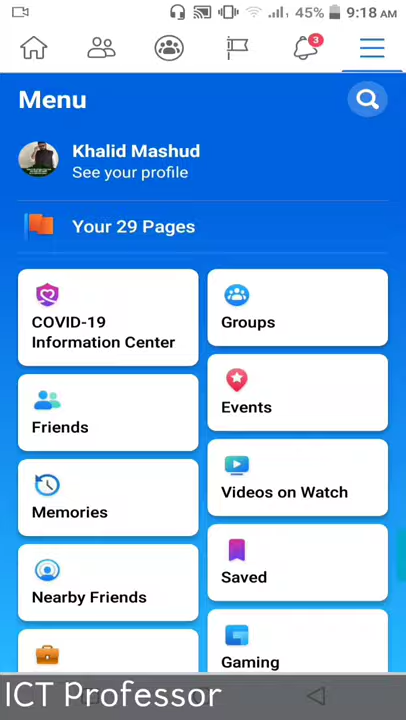 45% 9:18 AM
3
Menu
Khalid Mashud
See your profile
Your 29 Pages
COVID-19
Information Center
Groups
Friends
Events
Memories
Videos on Watch
Nearby Friends
Saved
Gaming
ICT Professor